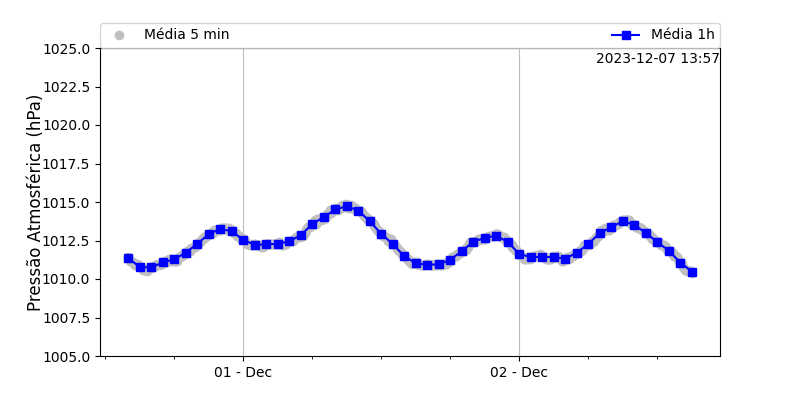 Média 5 min
Média 1h
2023-12-07 13:57
Pressão Atmosférica (hPa)
1025.0
1022.5
1020.0
1017.5
1015.0
1012.5
1010.0
1007.5
1005.0
01 - Dec
02 - Dec